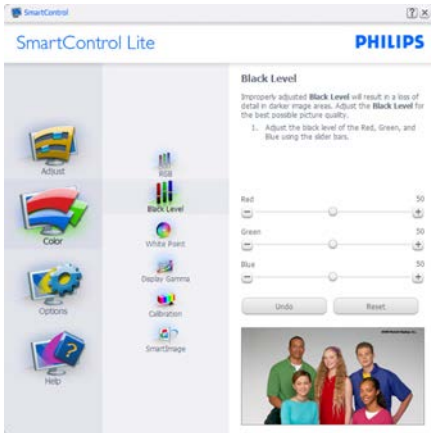 SmartControl
SmartControl Lite
PHILIPS
Adjust
Color
Options
Help
RGB
Black Level
White Point
Display Gamma
Calibration
SmartImage
Black Level
Improperly adjusted Black Level will result in a loss of
detail in darker image areas. Adjust the Black Level for
the best possible picture quality.
1. Adjust the black level of the Red, Green, and
Blue using the slider bars.
Red 50
Green 50
Blue 50
Undo Reset